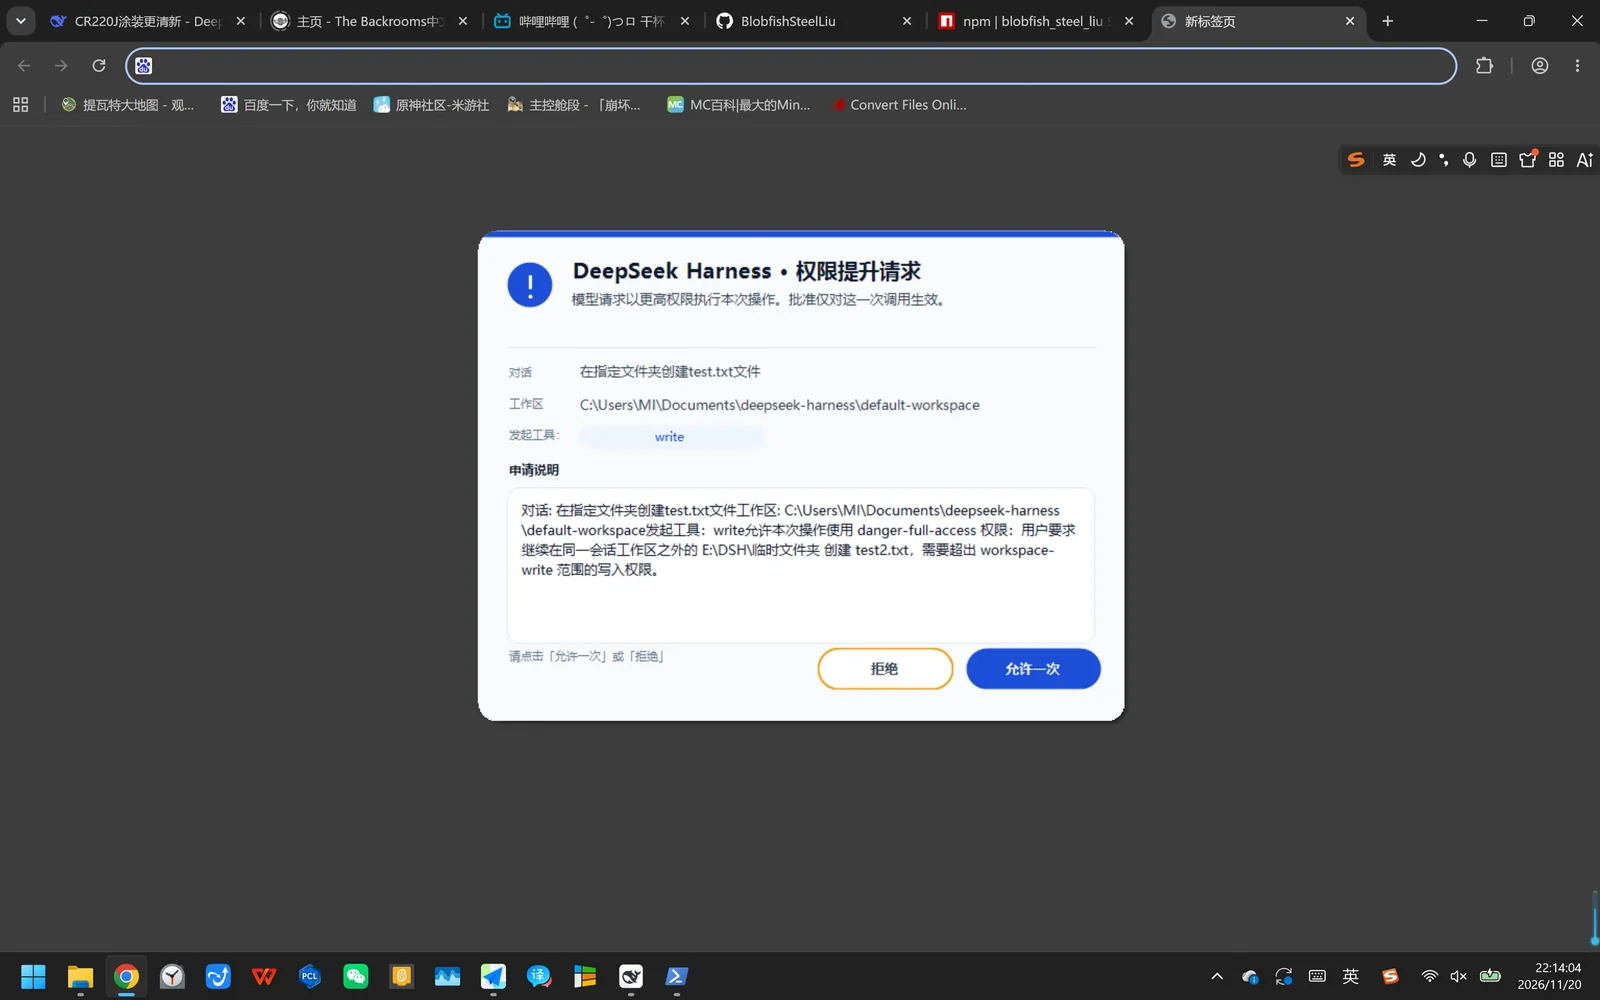 CR220J涂装更清新 - Deep
主页 - The Backrooms中文
哔哩哔哩 (゜-゜)つロ 干杯
BlobfishSteelLiu
npm | blobfish_steel_liu
新标签页
提瓦特大地图 - 观...
百度一下，你就知道
原神社区-米游社
主控舱段 - 「崩坏...
MC百科|最大的Min...
Convert Files Onli...
英
DeepSeek Harness • 权限提升请求
模型请求以更高权限执行本次操作。批准仅对这一次调用生效。
对话 在指定文件夹创建test.txt文件
工作区 C:\Users\MI\Documents\deepseek-harness\default-workspace
发起工具: write
申请说明
对话: 在指定文件夹创建test.txt文件工作区: C:\Users\MI\Documents\deepseek-harness
\default-workspace发起工具：write允许本次操作使用 danger-full-access 权限：用户要求
继续在同一会话工作区之外的 E:\DSH\临时文件夹 创建 test2.txt，需要超出 workspace-
write 范围的写入权限。
请点击「允许一次」或「拒绝」
拒绝
允许一次
PCL
译
英
22:14:04
2026/11/20